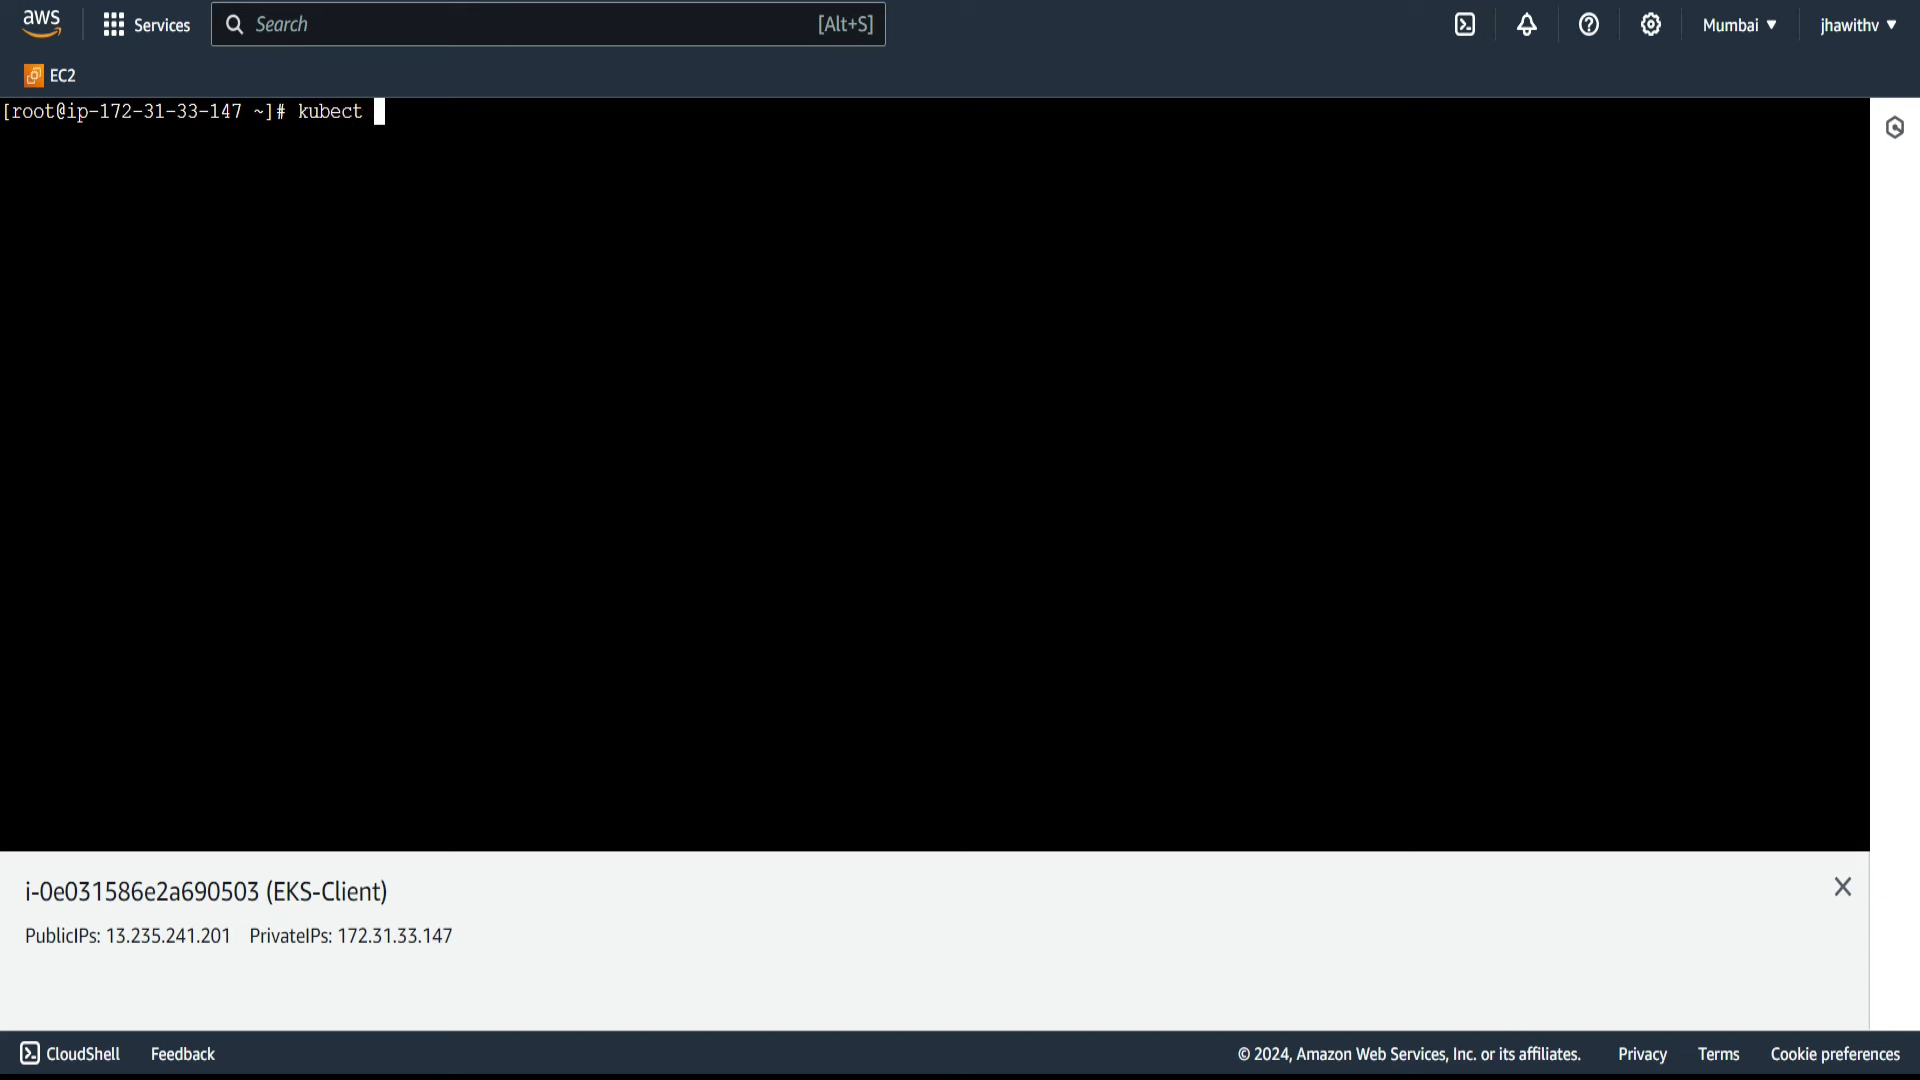 aws Services Search [Alt+S] Mumbai ▼ jhawithv ▼
EC2
[root@ip-172-31-33-147 ~]# kubect
i-0e031586e2a690503 (EKS-Client)
PublicIPs: 13.235.241.201 PrivateIPs: 172.31.33.147
CloudShell Feedback © 2024, Amazon Web Services, Inc. or its affiliates. Privacy Terms Cookie preferences